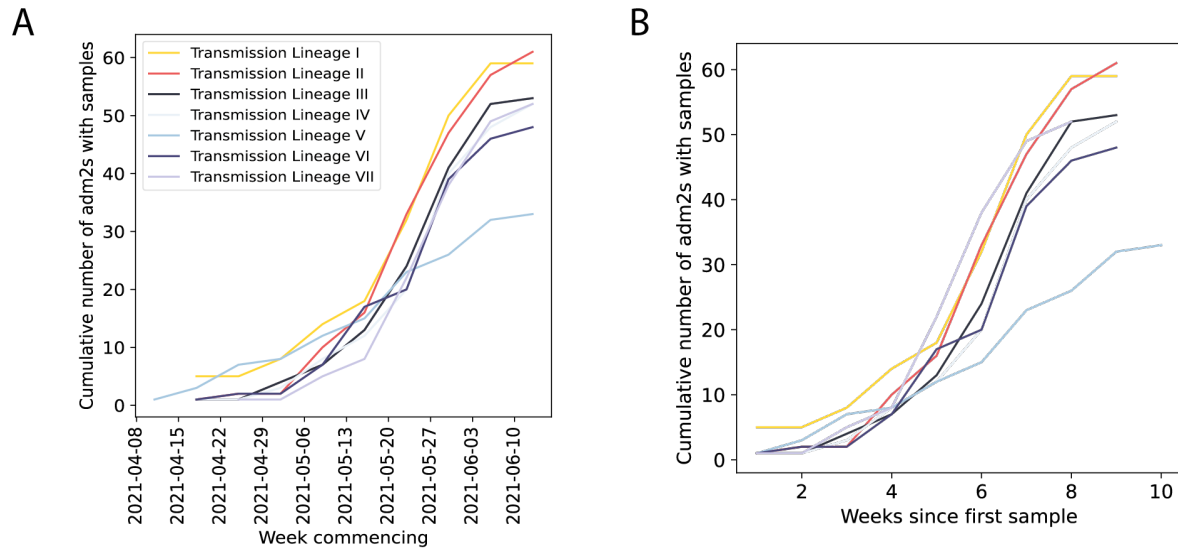 A
Cumulative number of adm2s with samples
60
50
40
30
20
10
0
Transmission Lineage I
Transmission Lineage II
Transmission Lineage III
Transmission Lineage IV
Transmission Lineage V
Transmission Lineage VI
Transmission Lineage VII
2021-04-08
2021-04-15
2021-04-22
2021-04-29
2021-05-06
2021-05-13
2021-05-20
2021-05-27
2021-06-03
2021-06-10
Week commencing
B
Cumulative number of adm2s with samples
60
50
40
30
20
10
0
2 4 6 8 10
Weeks since first sample